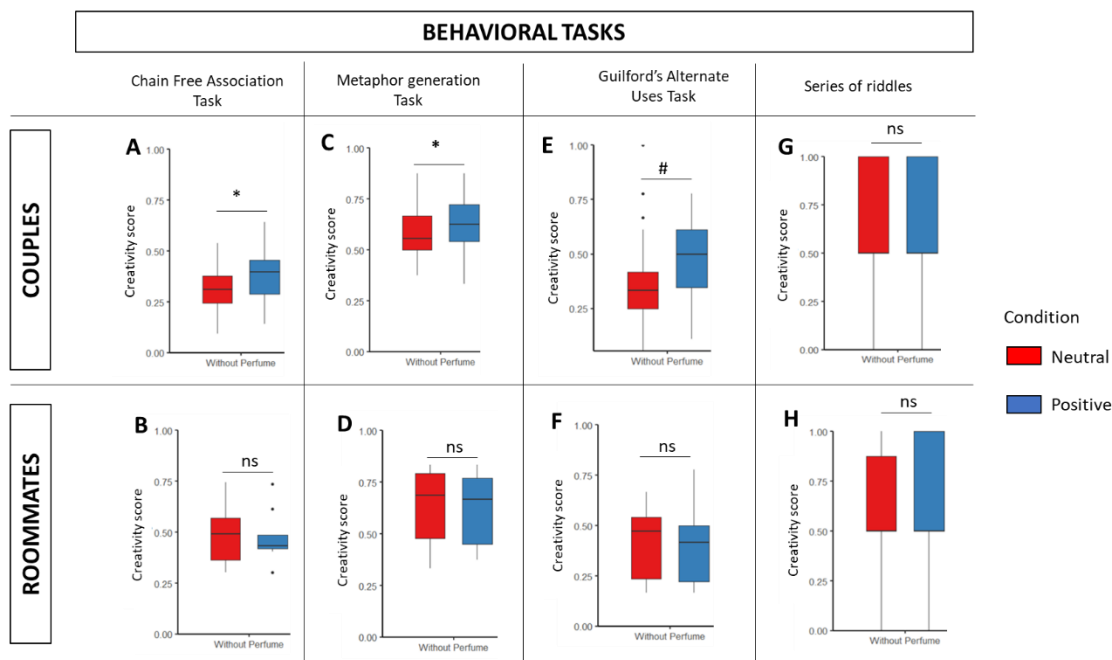 BEHAVIORAL TASKS
Chain Free Association
Task
Metaphor generation
Task
Guilford's Alternate
Uses Task
Series of riddles
COUPLES
A
Creativity score
1.00
0.75
0.50
0.25
0.00
*
Without Perfume
C
Creativity score
1.00
0.75
0.50
0.25
0.00
*
Without Perfume
E
Creativity score
1.00
0.75
0.50
0.25
#
Without Perfume
G
Creativity score
1.00
0.75
0.50
0.25
0.00
ns
Without Perfume
Condition
Neutral
Positive
ROOMMATES
B
Creativity score
1.00
0.75
0.50
0.25
0.00
ns
Without Perfume
D
Creativity score
1.00
0.75
0.50
0.25
0.00
ns
Without Perfume
F
Creativity score
1.00
0.75
0.50
0.25
0.00
ns
Without Perfume
H
Creativity score
1.00
0.75
0.50
0.25
0.00
ns
Without Perfume